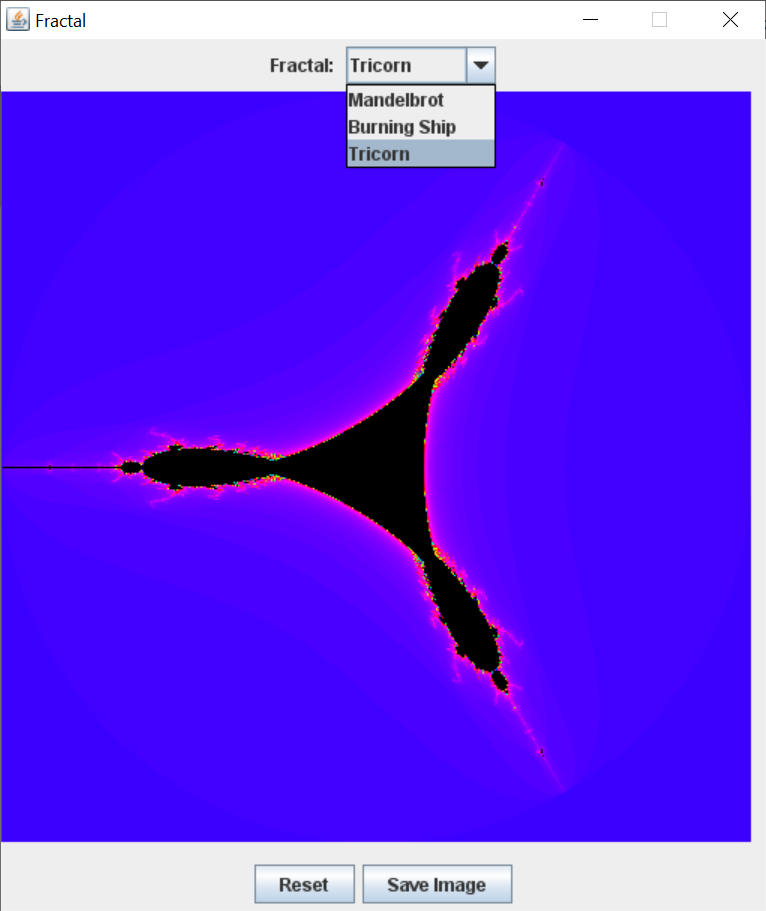 Fractal
Fractal: Tricorn
Mandelbrot
Burning Ship
Tricorn
Reset Save Image